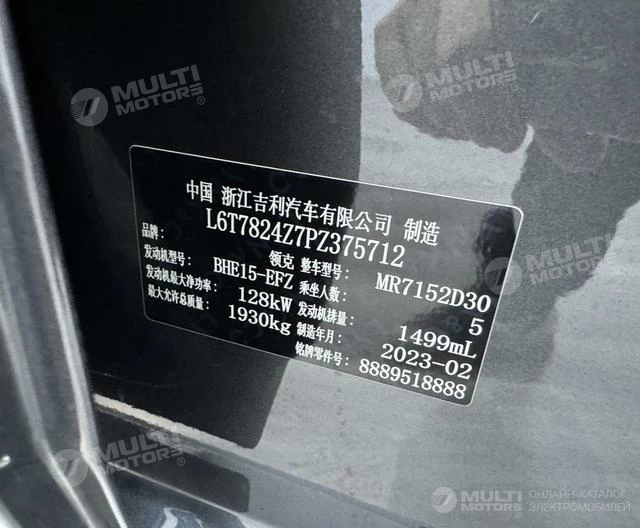 MULTI
MOTORS®
MULTI
MOTORS®
中国 浙江吉利汽车有限公司 制造
L6T7824Z7PZ375712
品牌: 领克 整车型号: MR7152D30
发动机型号: BHE15-EFZ 乘坐人数: 5
发动机最大净功率: 128kW 发动机排量: 1499mL
最大允许总质量: 1930kg 制造年月: 2023-02
铭牌零件号: 8889518888
MULTI
MOTORS®
MULTI
MOTORS®
MULTI
MOTORS
ОНЛАЙН-КАТАЛОГ
ЭЛЕКТРОМОБИЛЕЙ